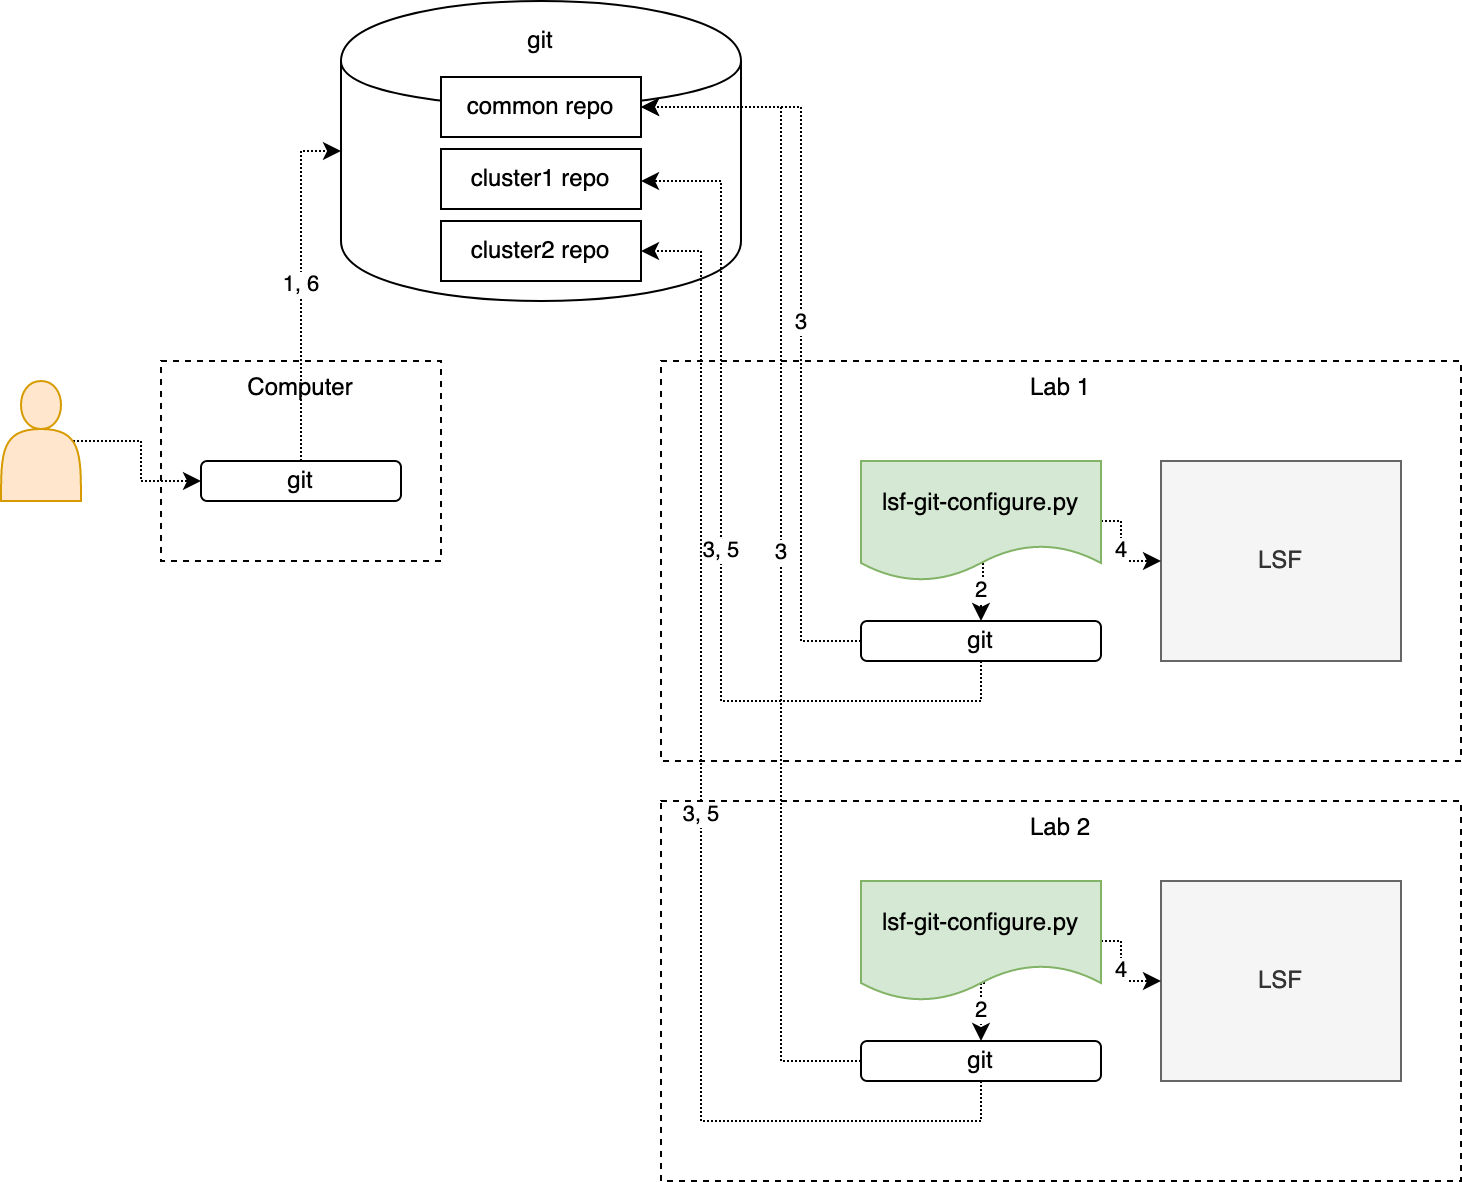 git
common repo
cluster1 repo
cluster2 repo
1, 6
3
Computer
git
Lab 1
lsf-git-configure.py
LSF
3, 5
3
4
2
git
3, 5
Lab 2
lsf-git-configure.py
LSF
4
2
git